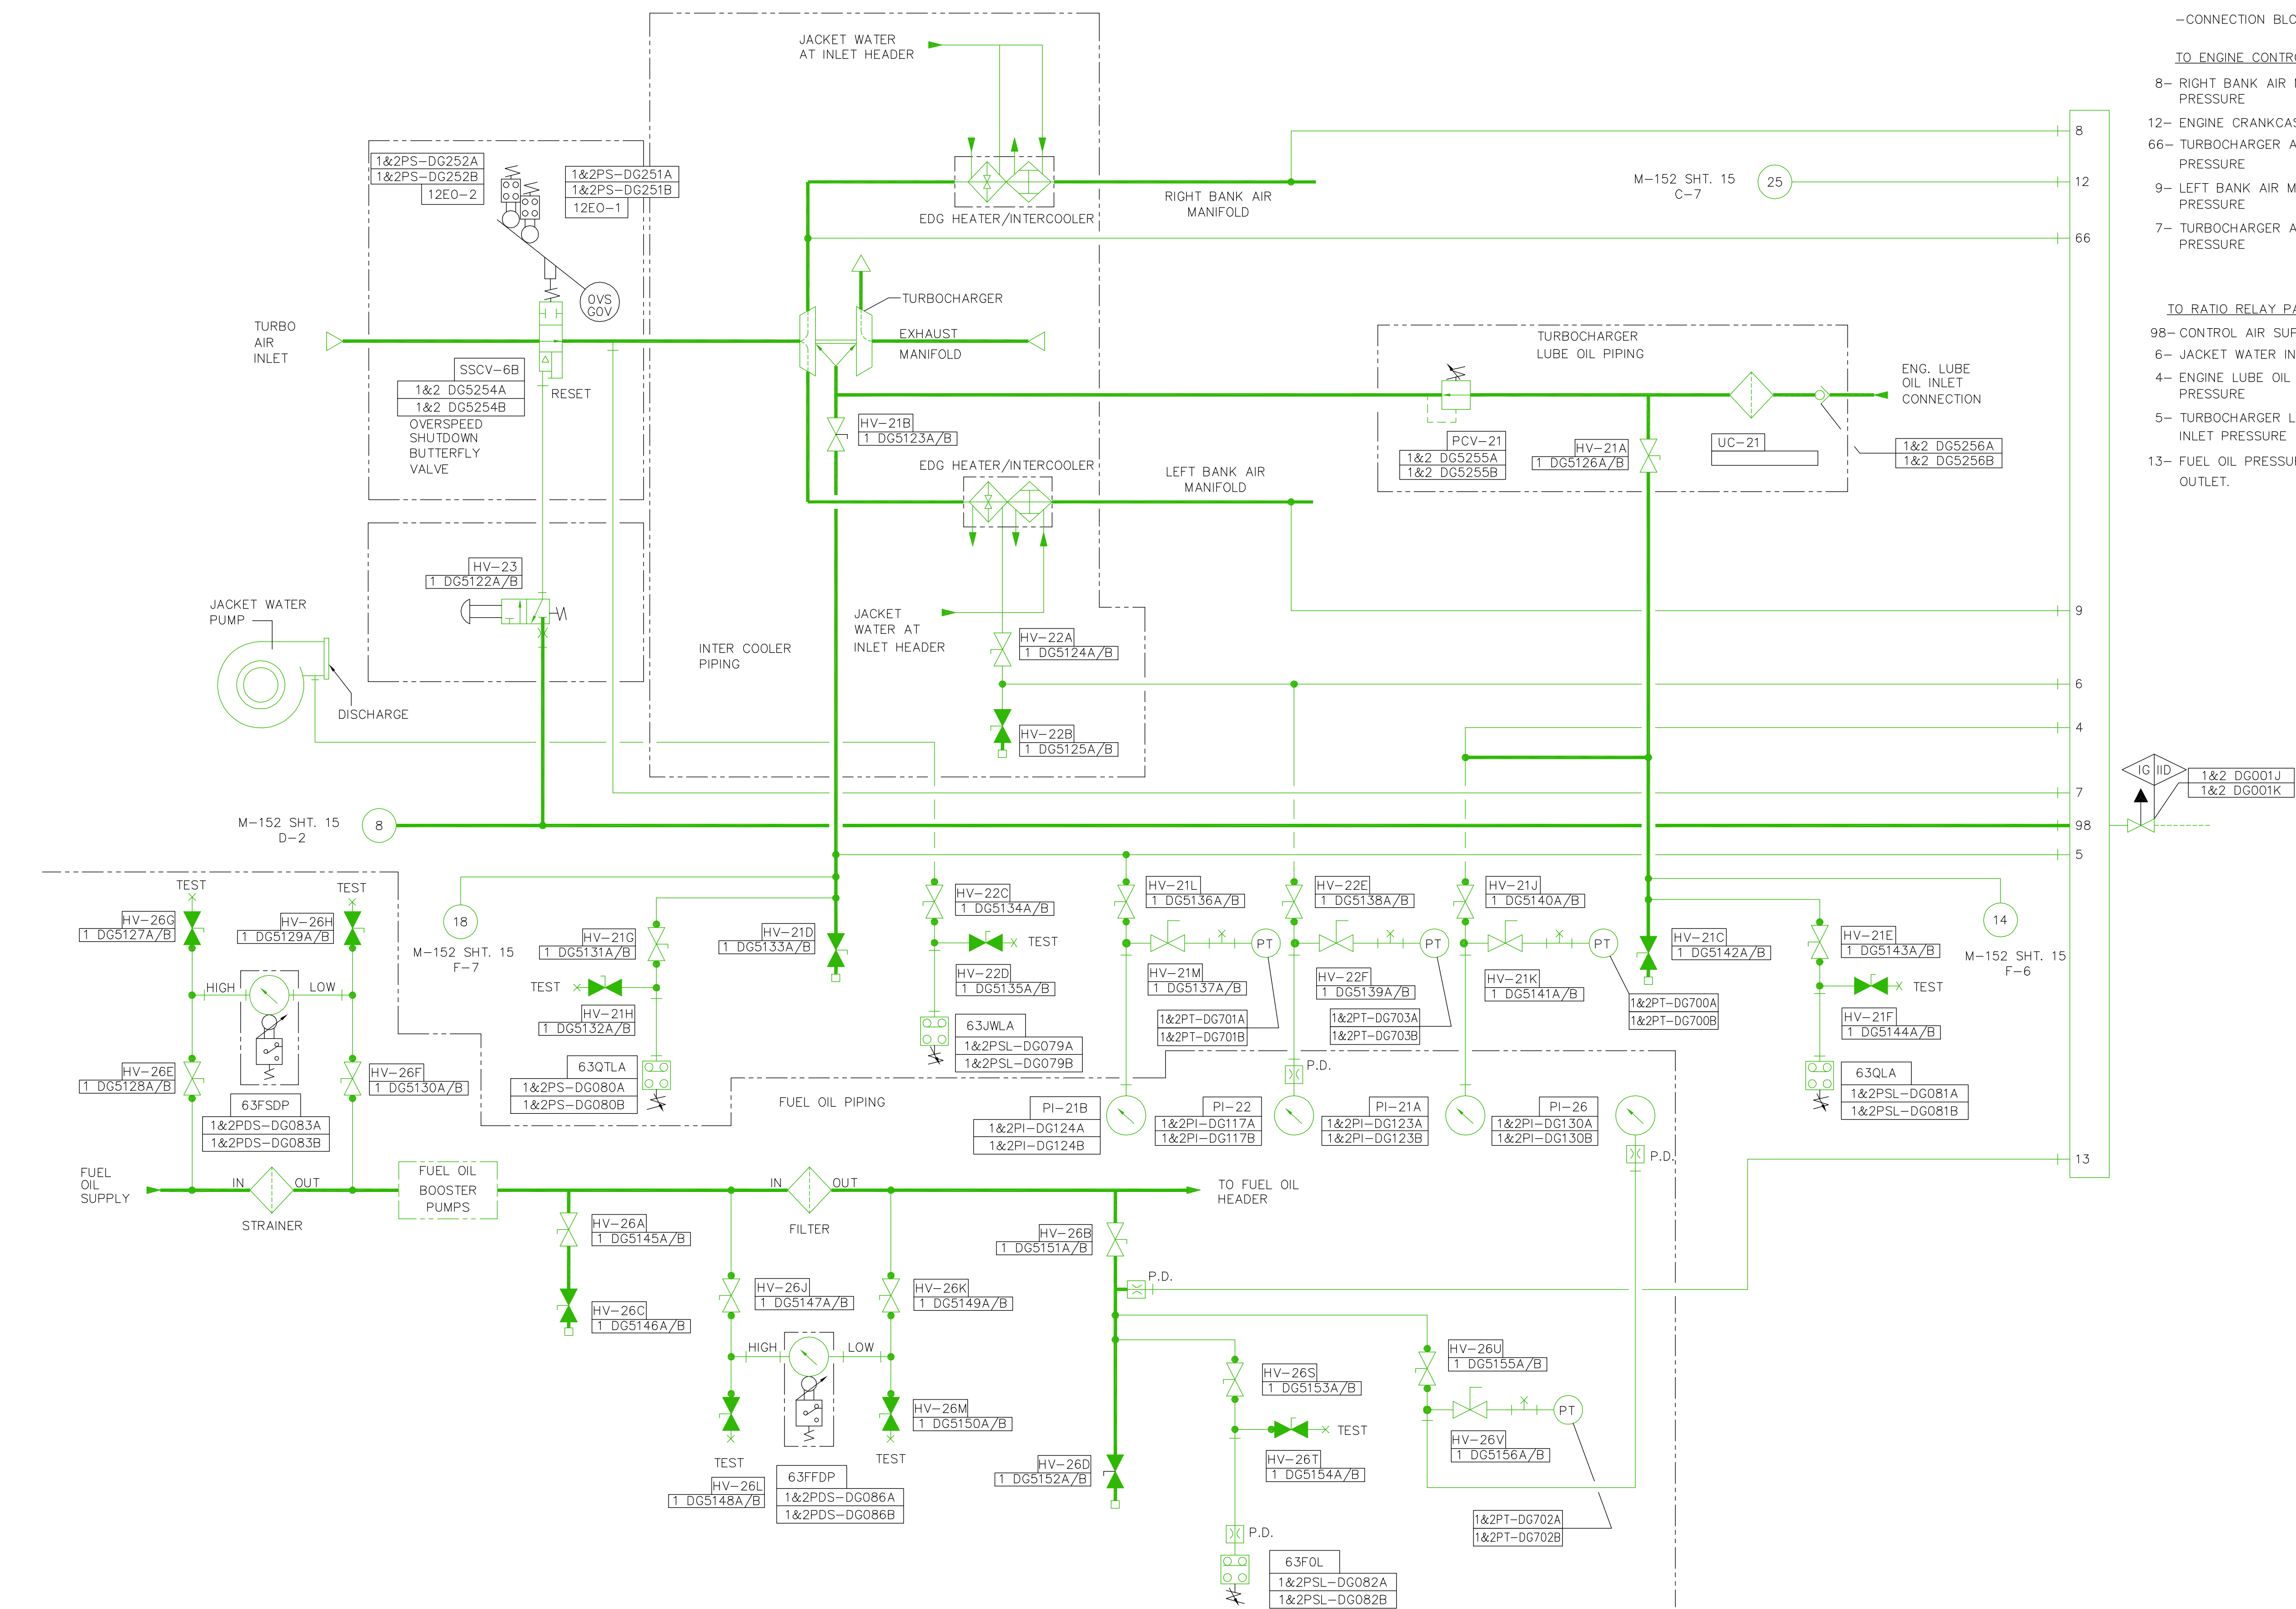 JACKET WATER
AT INLET HEADER
1&2PS-DG252A
1&2PS-DG252B
12EO-2
1&2PS-DG251A
1&2PS-DG251B
12EO-1
OVS
GOV
TURBO
AIR
INLET
SSCV-6B
1&2 DG5254A
1&2 DG5254B
OVERSPEED
SHUTDOWN
BUTTERFLY
VALVE
RESET
EDG HEATER/INTERCOOLER
RIGHT BANK AIR
MANIFOLD
TURBOCHARGER
EXHAUST
MANIFOLD
HV-21B
1 DG5123A/B
EDG HEATER/INTERCOOLER
LEFT BANK AIR
MANIFOLD
M-152 SHT. 15
C-7
25
TURBOCHARGER
LUBE OIL PIPING
PCV-21
1&2 DG5255A
1&2 DG5255B
HV-21A
1 DG5126A/B
UC-21
ENG. LUBE
OIL INLET
CONNECTION
1&2 DG5256A
1&2 DG5256B
8
12
66
9
6
4
7
98
5
13
-CONNECTION
TO ENGINE
8- RIGHT BANK AIR
PRESSURE
12- ENGINE
66- TURBOCHARGER
PRESSURE
9- LEFT BANK AIR
PRESSURE
7- TURBOCHARGER
PRESSURE
TO RATIO RELAY
98- CONTROL AIR
6- JACKET WATER
4- ENGINE LUBE OIL
PRESSURE
5- TURBOCHARGER
INLET PRESSURE
13- FUEL OIL
OUTLET.
IG IID
1&2 DG001J
1&2 DG001K
HV-23
1 DG5122A/B
JACKET WATER
PUMP
DISCHARGE
INTER COOLER
PIPING
JACKET
WATER AT
INLET HEADER
HV-22A
1 DG5124A/B
HV-22B
1 DG5125A/B
M-152 SHT. 15
D-2
8
TEST
TEST
HV-26G
1 DG5127A/B
HV-26H
1 DG5129A/B
HIGH
LOW
HV-26E
1 DG5128A/B
HV-26F
1 DG5130A/B
63FSDP
1&2PDS-DG083A
1&2PDS-DG083B
18
M-152 SHT. 15
F-7
HV-21G
1 DG5131A/B
TEST
HV-21H
1 DG5132A/B
63QTLA
1&2PS-DG080A
1&2PS-DG080B
HV-21D
1 DG5133A/B
HV-22C
1 DG5134A/B
TEST
HV-22D
1 DG5135A/B
63JWLA
1&2PSL-DG079A
1&2PSL-DG079B
HV-21L
1 DG5136A/B
PT
HV-21M
1 DG5137A/B
1&2PT-DG701A
1&2PT-DG701B
HV-22E
1 DG5138A/B
PT
HV-22F
1 DG5139A/B
1&2PT-DG703A
1&2PT-DG703B
HV-21J
1 DG5140A/B
PT
HV-21K
1 DG5141A/B
1&2PT-DG700A
1&2PT-DG700B
HV-21C
1 DG5142A/B
HV-21E
1 DG5143A/B
TEST
HV-21F
1 DG5144A/B
63QLA
1&2PSL-DG081A
1&2PSL-DG081B
14
M-152 SHT. 15
F-6
FUEL OIL PIPING
P.D.
PI-21B
1&2PI-DG124A
1&2PI-DG124B
PI-22
1&2PI-DG117A
1&2PI-DG117B
PI-21A
1&2PI-DG123A
1&2PI-DG123B
PI-26
1&2PI-DG130A
1&2PI-DG130B
P.D.
FUEL
OIL
SUPPLY
IN
OUT
STRAINER
FUEL OIL
BOOSTER
PUMPS
IN
OUT
FILTER
TO FUEL OIL
HEADER
HV-26A
1 DG5145A/B
HV-26C
1 DG5146A/B
HV-26J
1 DG5147A/B
HV-26K
1 DG5149A/B
HIGH
LOW
TEST
HV-26L
1 DG5148A/B
HV-26M
1 DG5150A/B
TEST
63FFDP
1&2PDS-DG086A
1&2PDS-DG086B
HV-26B
1 DG5151A/B
P.D.
HV-26D
1 DG5152A/B
HV-26S
1 DG5153A/B
TEST
HV-26T
1 DG5154A/B
P.D.
63FOL
1&2PSL-DG082A
1&2PSL-DG082B
HV-26U
1 DG5155A/B
PT
HV-26V
1 DG5156A/B
1&2PT-DG702A
1&2PT-DG702B